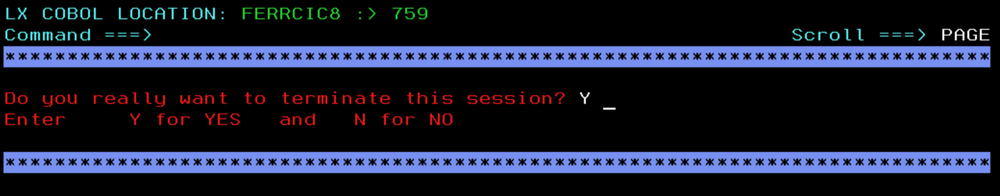 LX COBOL LOCATION: FERRCIC8 :> 759
Command ===> Scroll ===> PAGE
*******************************************************************************
Do you really want to terminate this session? Y _
Enter Y for YES and N for NO
*******************************************************************************